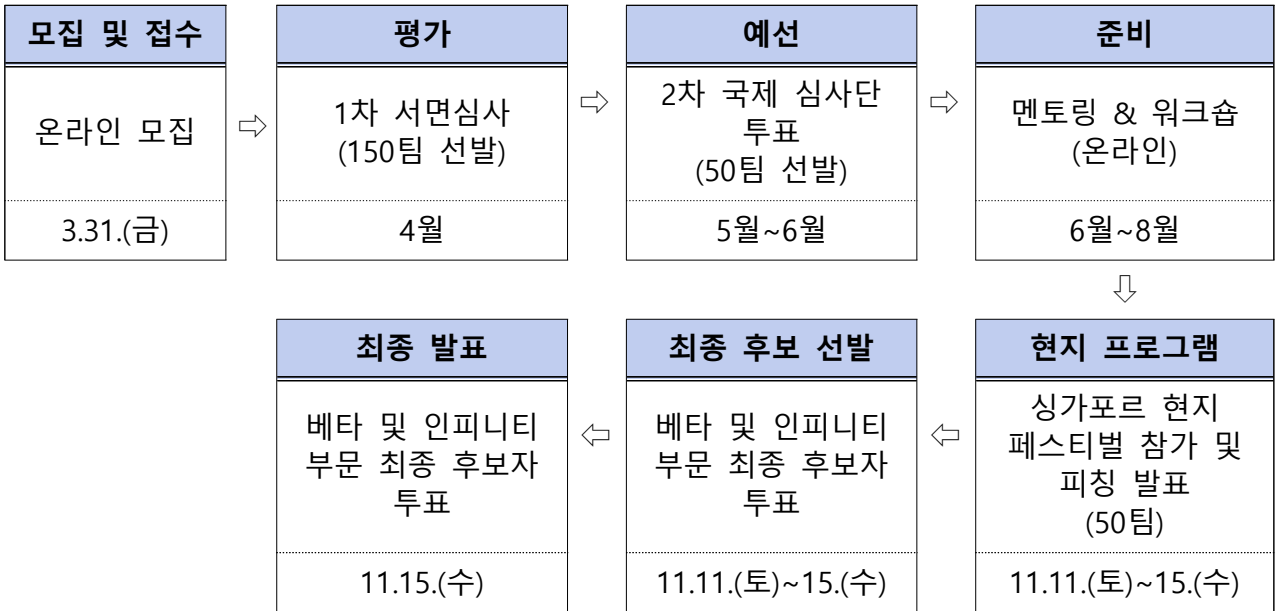 모집 및 접수
온라인 모집
3.31.(금)
⇨
평가
1차 서면심사
(150팀 선발)
4월
⇨
예선
2차 국제 심사단
투표
(50팀 선발)
5월~6월
⇨
준비
멘토링 & 워크숍
(온라인)
6월~8월
⇩
현지 프로그램
싱가포르 현지
페스티벌 참가 및
피칭 발표
(50팀)
11.11.(토)~15.(수)
⇦
최종 후보 선발
베타 및 인피니티
부문 최종 후보자
투표
11.11.(토)~15.(수)
⇦
최종 발표
베타 및 인피니티
부문 최종 후보자
투표
11.15.(수)